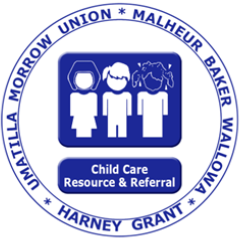 UMATILLA MORROW UNION * MALHEUR BAKER WALLOWA * HARNEY GRANT *
Child Care
Resource & Referral